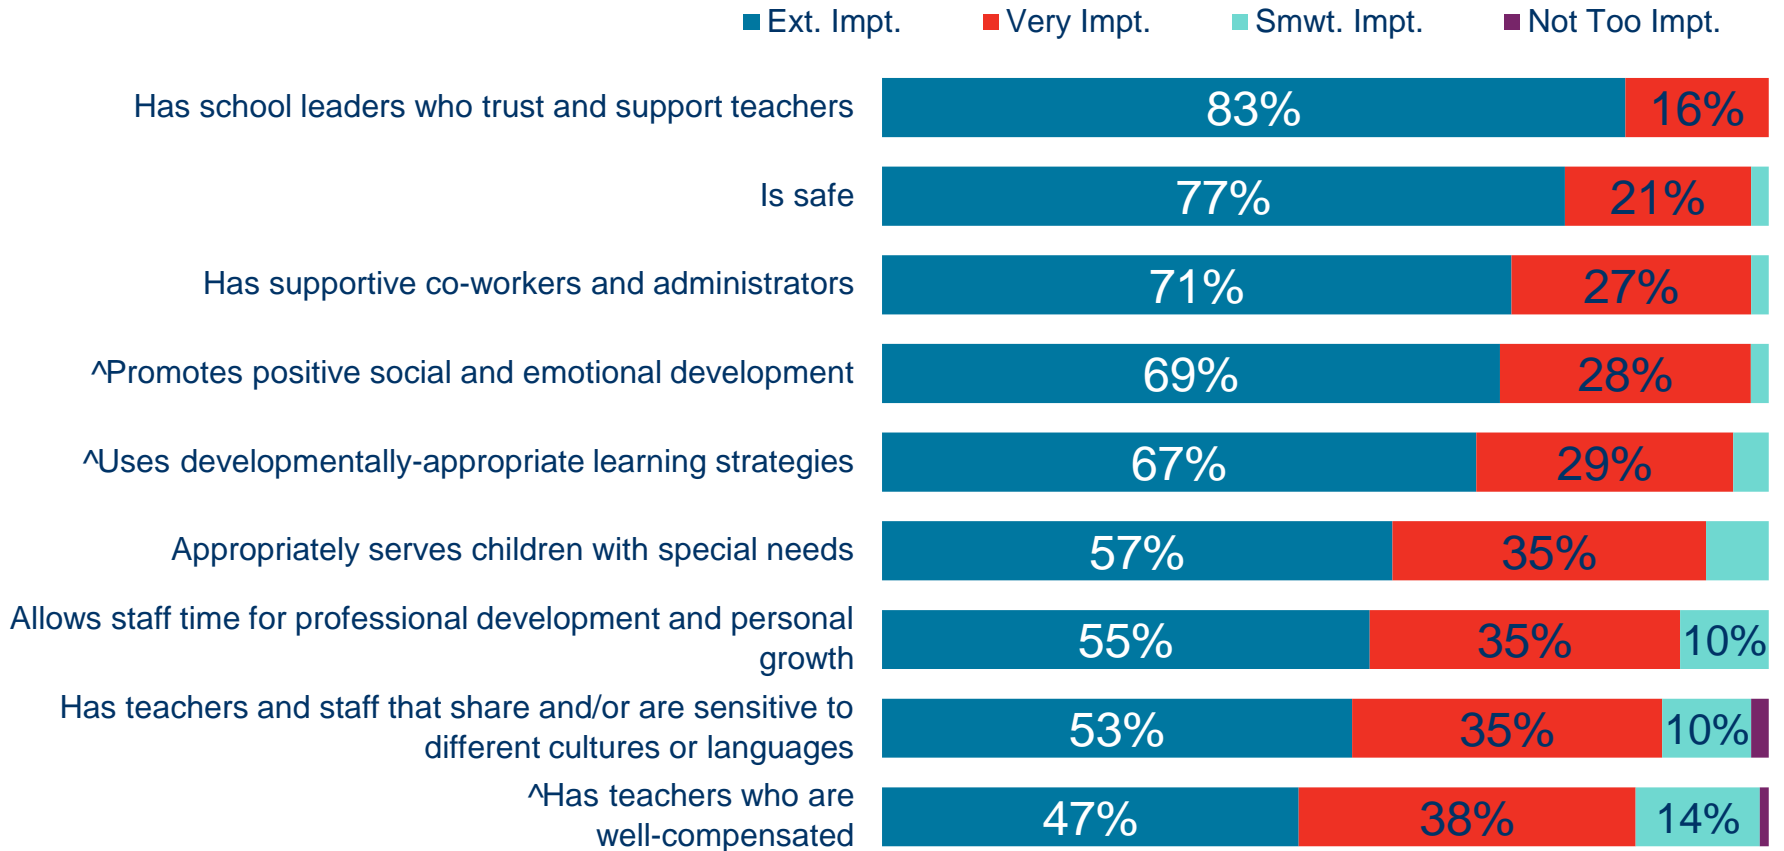 Ext. Impt. Very Impt. Smwt. Impt. Not Too Impt.
Has school leaders who trust and support teachers 83% 16%
Is safe 77% 21%
Has supportive co-workers and administrators 71% 27%
^Promotes positive social and emotional development 69% 28%
^Uses developmentally-appropriate learning strategies 67% 29%
Appropriately serves children with special needs 57% 35%
Allows staff time for professional development and personal
growth 55% 35% 10%
Has teachers and staff that share and/or are sensitive to
different cultures or languages 53% 35% 10%
^Has teachers who are
well-compensated 47% 38% 14%